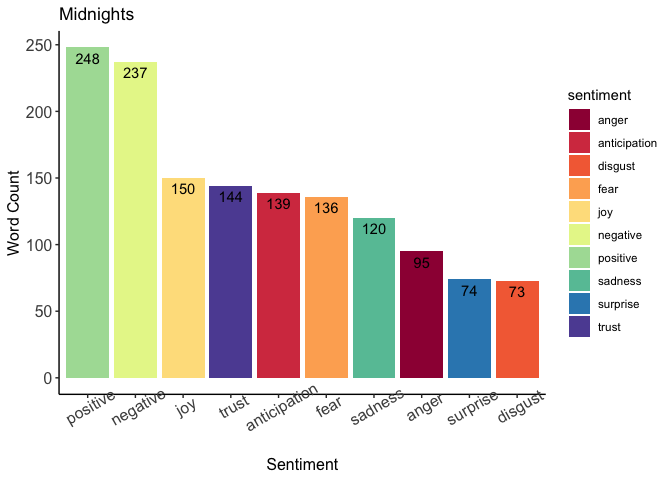 Midnights
Word Count
250
200
150
100
50
0
248
237
150
144
139
136
120
95
74
73
positive
negative
joy
trust
anticipation
fear
sadness
anger
surprise
disgust
Sentiment
sentiment
anger
anticipation
disgust
fear
joy
negative
positive
sadness
surprise
trust